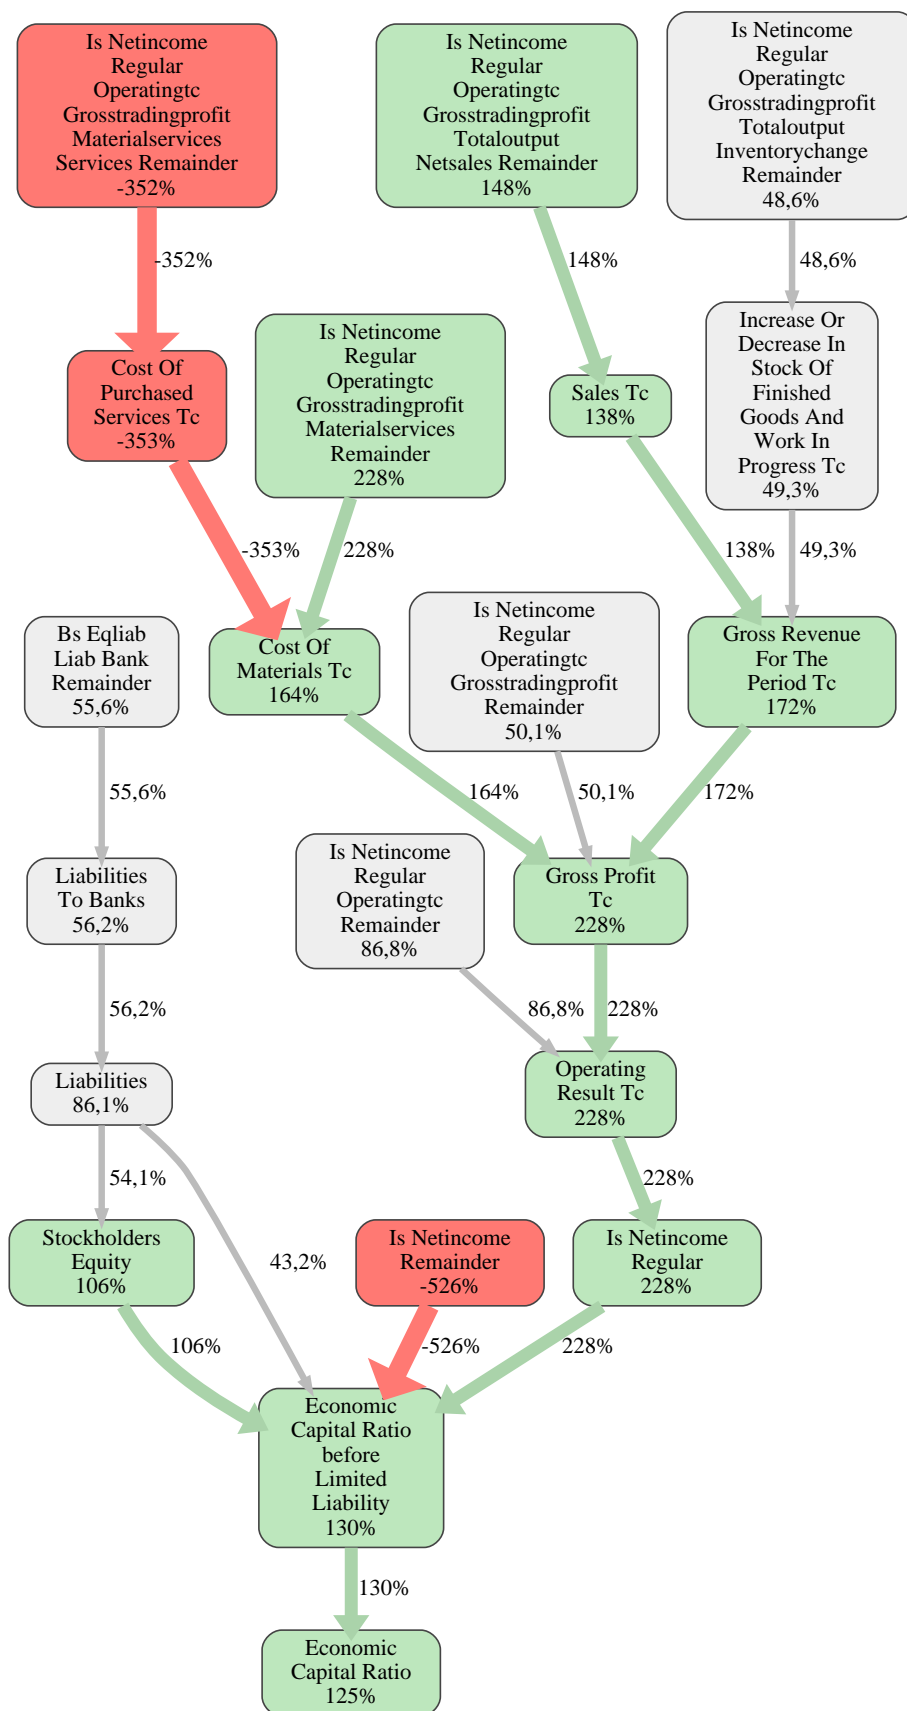 Is Netincome
Regular
Operatingtc
Grosstradingprofit
Materialservices
Services Remainder
-352%
Is Netincome
Regular
Operatingtc
Grosstradingprofit
Totaloutput
Netsales Remainder
148%
Is Netincome
Regular
Operatingtc
Grosstradingprofit
Totaloutput
Inventorychange
Remainder
48,6%
-352%
148%
48,6%
Cost Of
Purchased
Services Tc
-353%
Is Netincome
Regular
Operatingtc
Grosstradingprofit
Materialservices
Remainder
228%
Sales Tc
138%
Increase Or
Decrease In
Stock Of
Finished
Goods And
Work In
Progress Tc
49,3%
-353%
228%
138%
49,3%
Bs Eqliab
Liab Bank
Remainder
55,6%
Cost Of
Materials Tc
164%
Is Netincome
Regular
Operatingtc
Grosstradingprofit
Remainder
50,1%
Gross Revenue
For The
Period Tc
172%
55,6%
164%
50,1%
172%
Liabilities
To Banks
56,2%
Is Netincome
Regular
Operatingtc
Remainder
86,8%
Gross Profit
Tc
228%
56,2%
86,8%
228%
Liabilities
86,1%
Operating
Result Tc
228%
54,1%
43,2%
228%
Stockholders
Equity
106%
Is Netincome
Remainder
-526%
Is Netincome
Regular
228%
106%
-526%
228%
Economic
Capital Ratio
before
Limited
Liability
130%
130%
Economic
Capital Ratio
125%